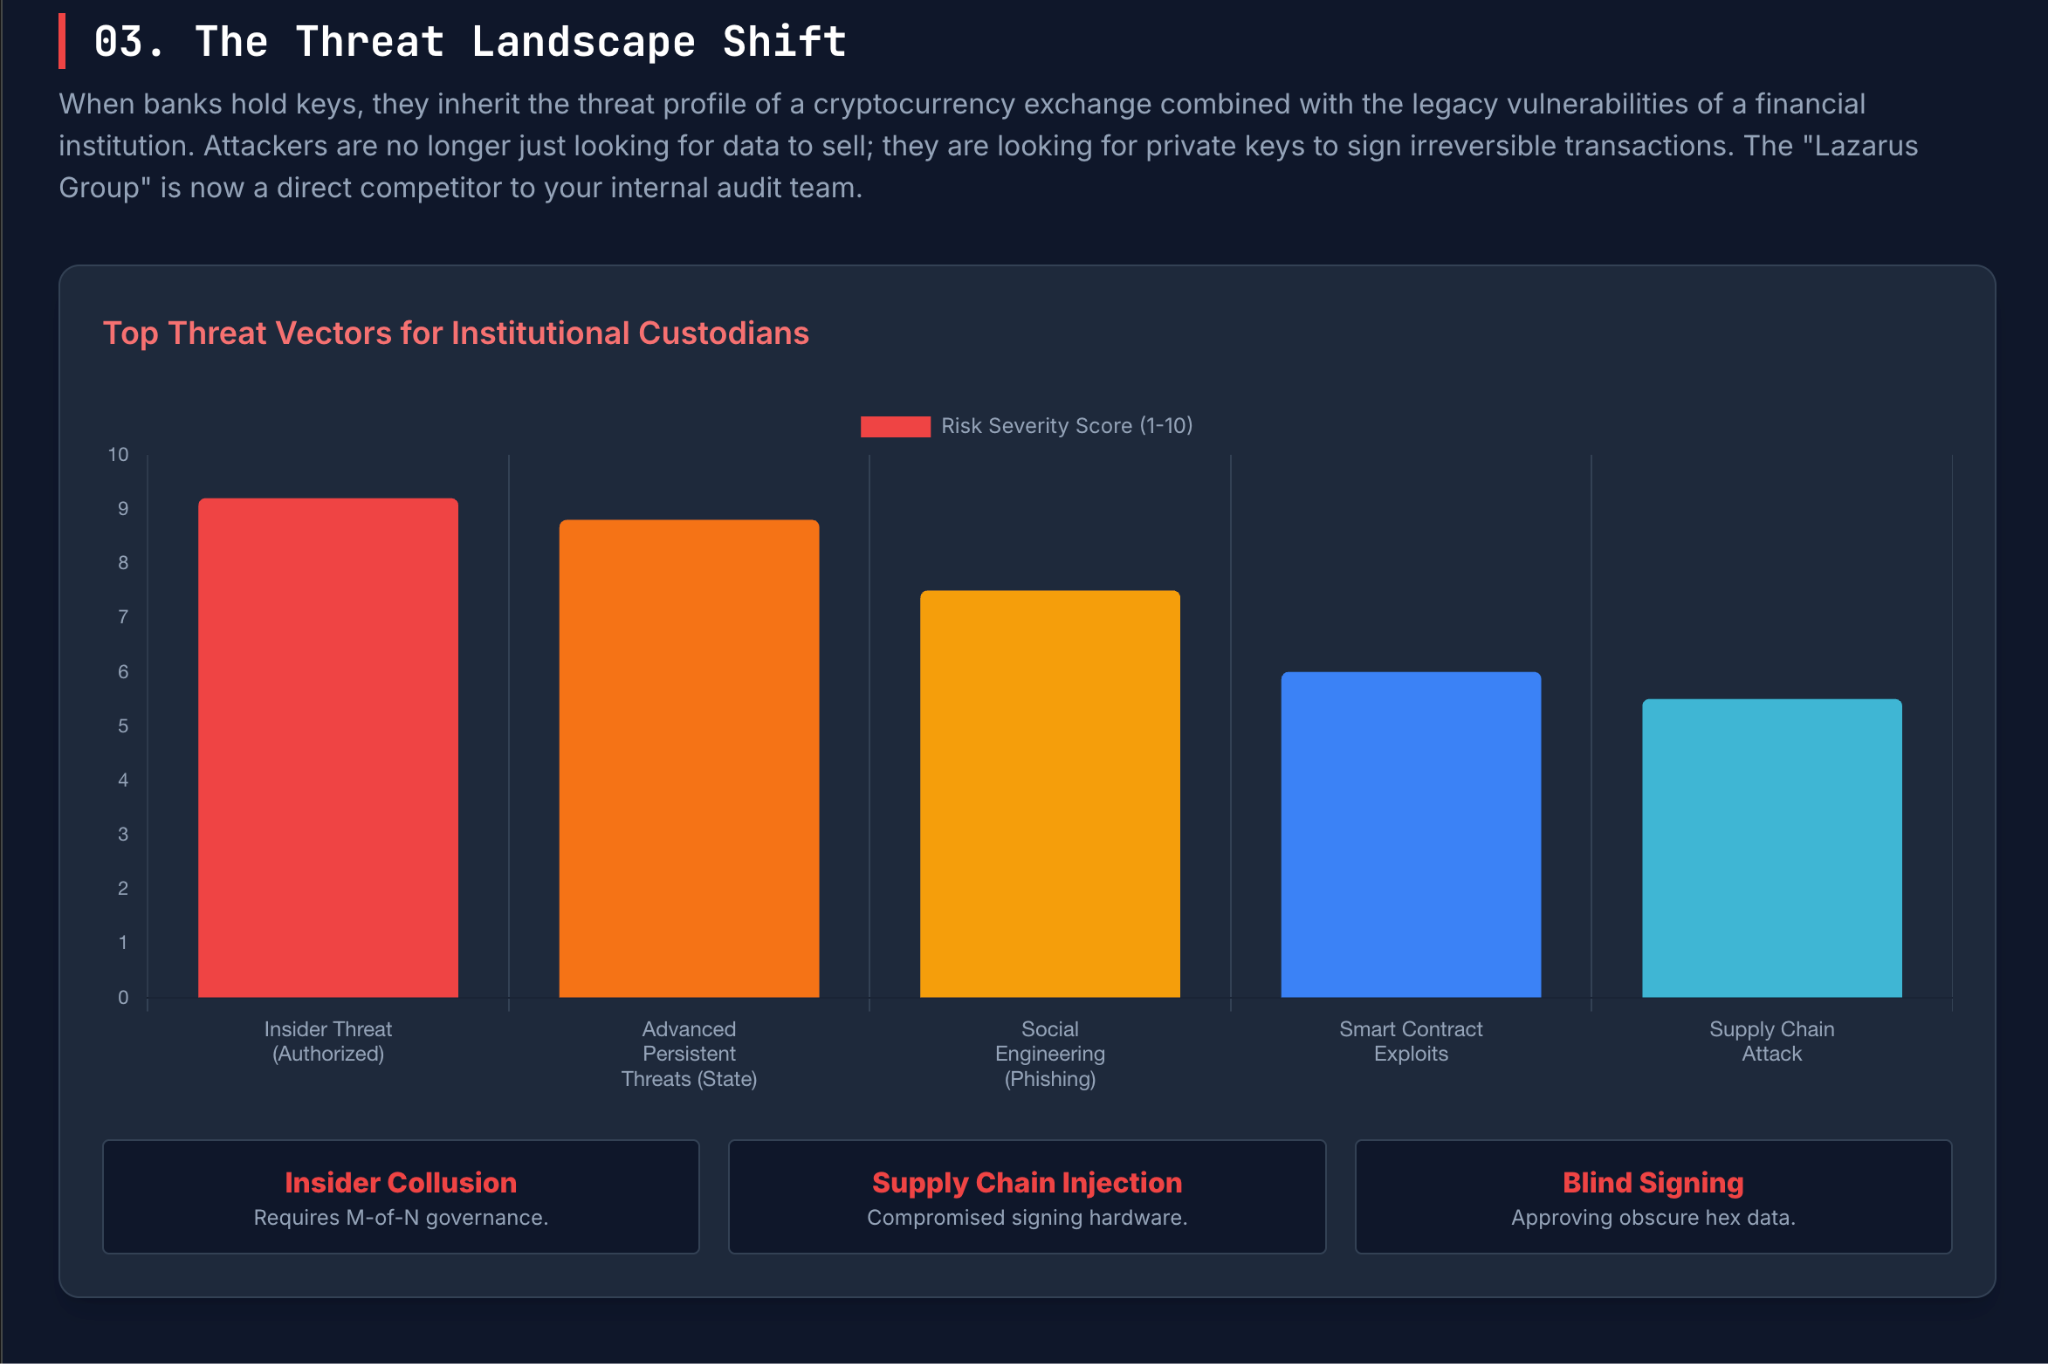 03. The Threat Landscape Shift
When banks hold keys, they inherit the threat profile of a cryptocurrency exchange combined with the legacy vulnerabilities of a financial
institution. Attackers are no longer just looking for data to sell; they are looking for private keys to sign irreversible transactions. The "Lazarus
Group" is now a direct competitor to your internal audit team.
Top Threat Vectors for Institutional Custodians
Risk Severity Score (1-10)
10
9
8
7
6
5
4
3
2
1
0
Insider Threat
(Authorized)
Advanced
Persistent
Threats (State)
Social
Engineering
(Phishing)
Smart Contract
Exploits
Supply Chain
Attack
Insider Collusion
Requires M-of-N governance.
Supply Chain Injection
Compromised signing hardware.
Blind Signing
Approving obscure hex data.